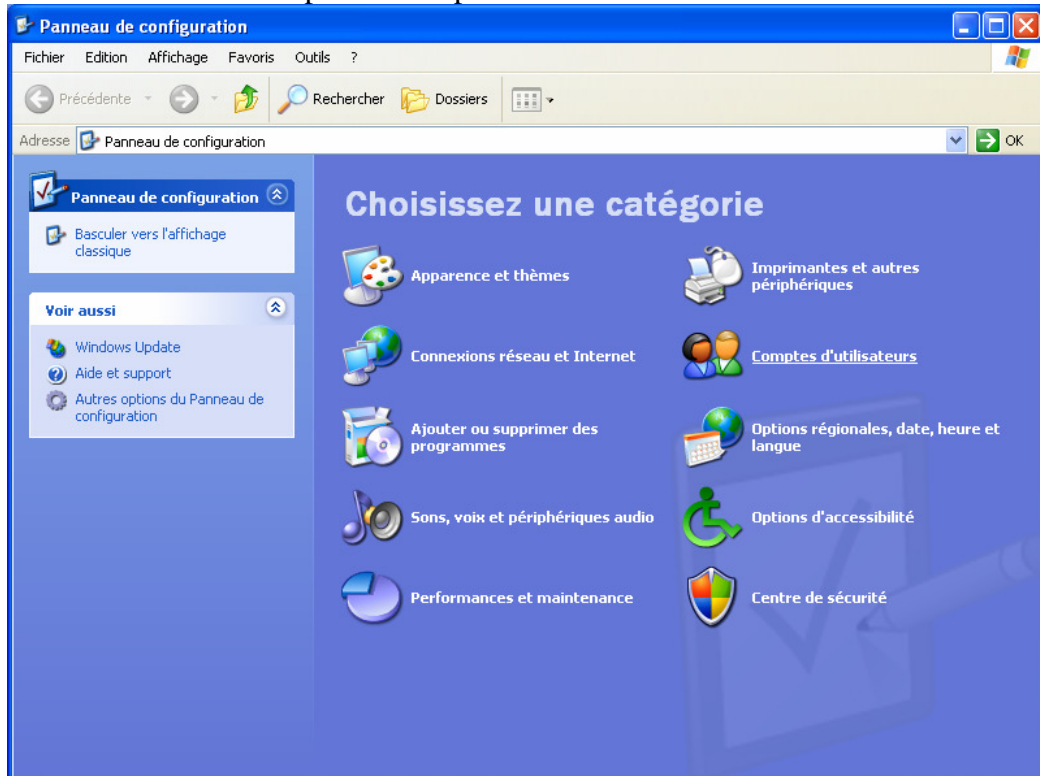 Panneau de configuration
Fichier Edition Affichage Favoris Outils ?
Précédente Rechercher Dossiers
Adresse Panneau de configuration OK
Panneau de configuration
Basculer vers l'affichage
classique
Voir aussi
Windows Update
Aide et support
Autres options du Panneau de
configuration
Choisissez une catégorie
Apparence et thèmes
Imprimantes et autres
périphériques
Connexions réseau et Internet
Comptes d'utilisateurs
Ajouter ou supprimer des
programmes
Options régionales, date, heure et
langue
Sons, voix et périphériques audio
Options d'accessibilité
Performances et maintenance
Centre de sécurité